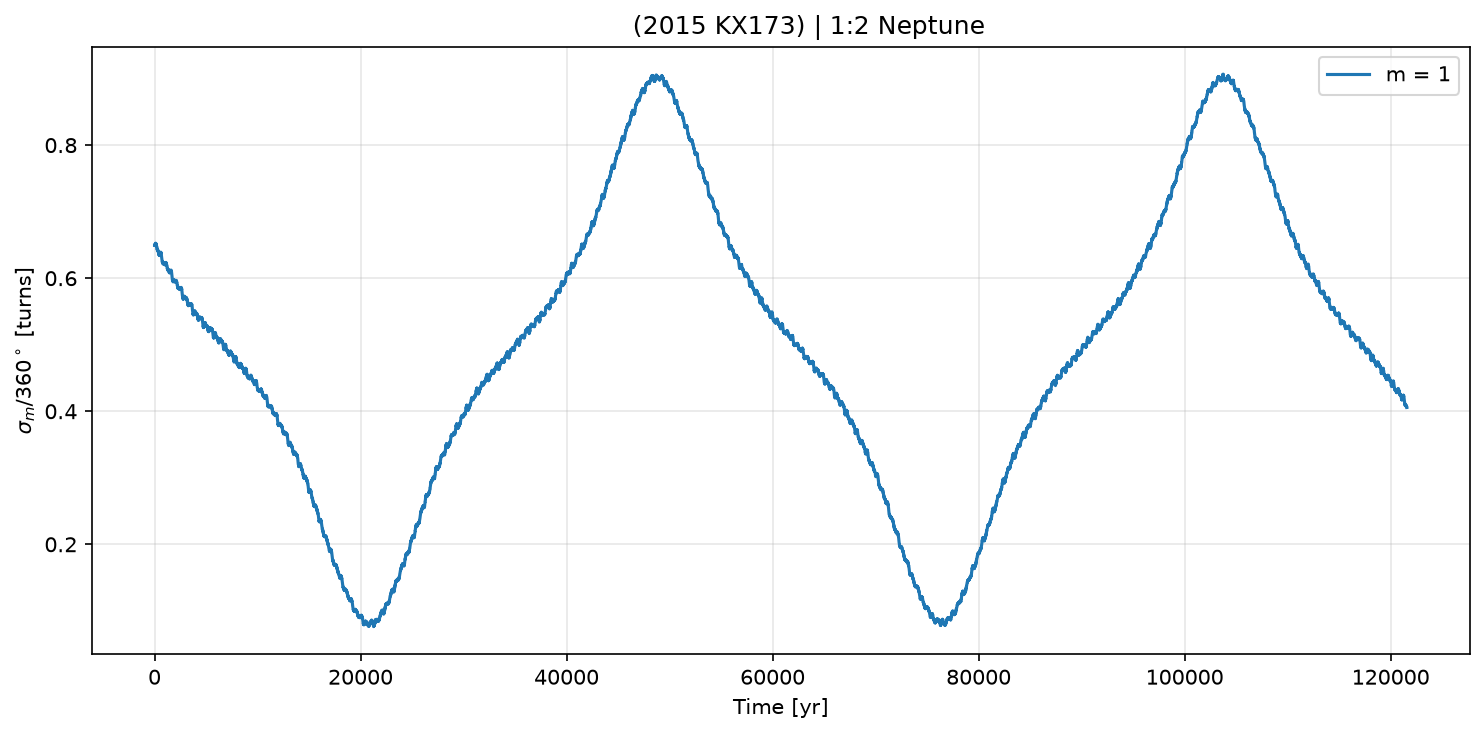 (2015 KX173) | 1:2 Neptune
m = 1
σₘ/360° [turns]
0.8
0.6
0.4
0.2
0 20000 40000 60000 80000 100000 120000
Time [yr]